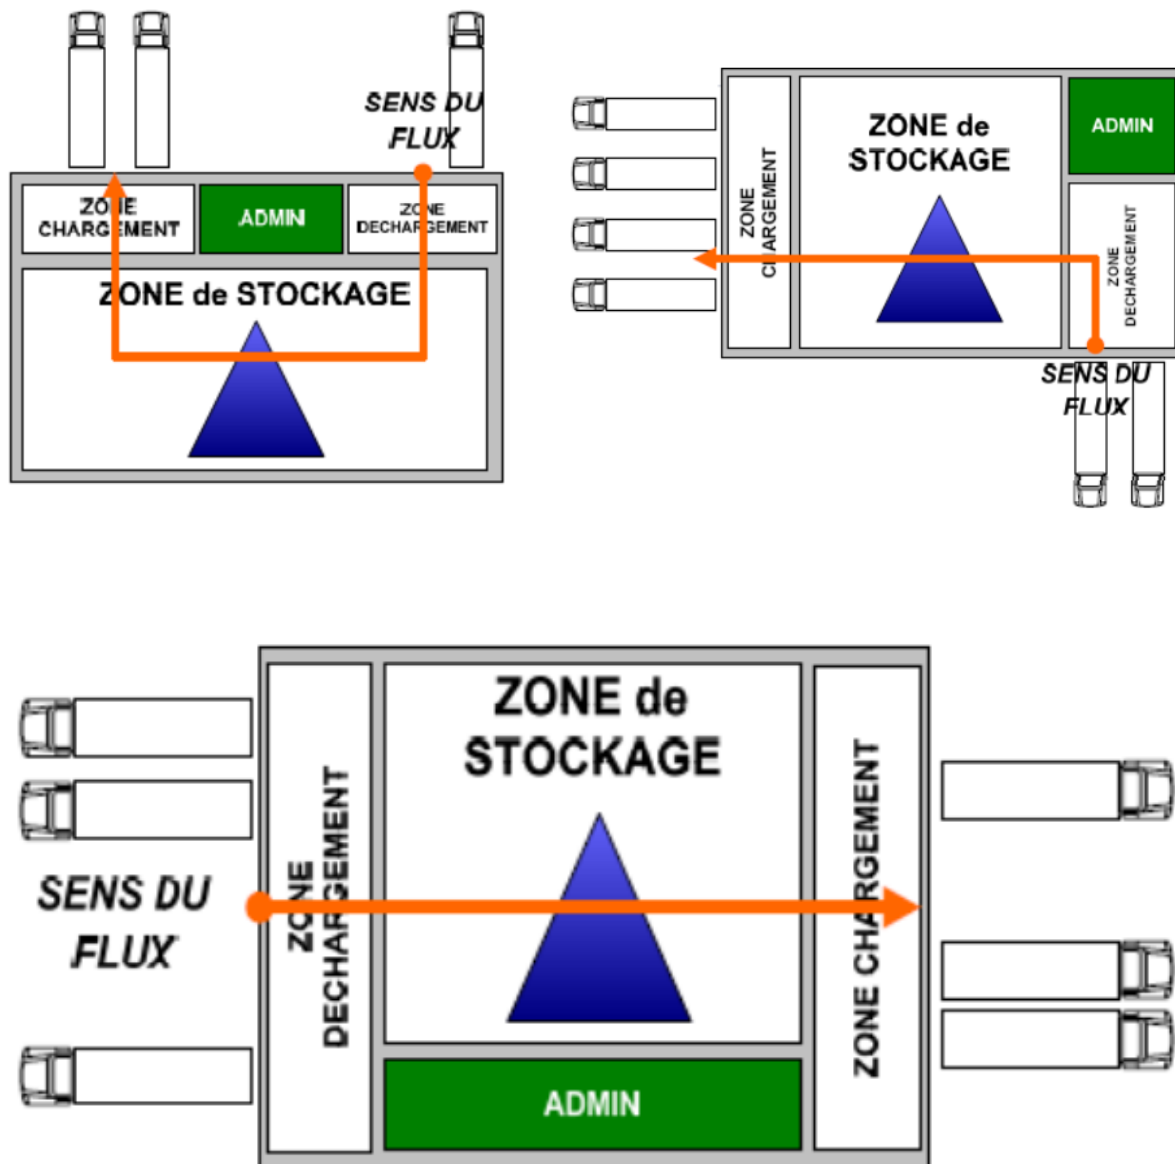 SENS DU
FLUX
ZONE
CHARGEMENT
ADMIN
ZONE
DECHARGEMENT
ZONE de STOCKAGE
ZONE
CHARGEMENT
ZONE de
STOCKAGE
ADMIN
ZONE
DECHARGEMENT
SENS DU
FLUX
SENS DU
FLUX
ZONE
DECHARGEMENT
ZONE de
STOCKAGE
ZONE CHARGEMENT
ADMIN